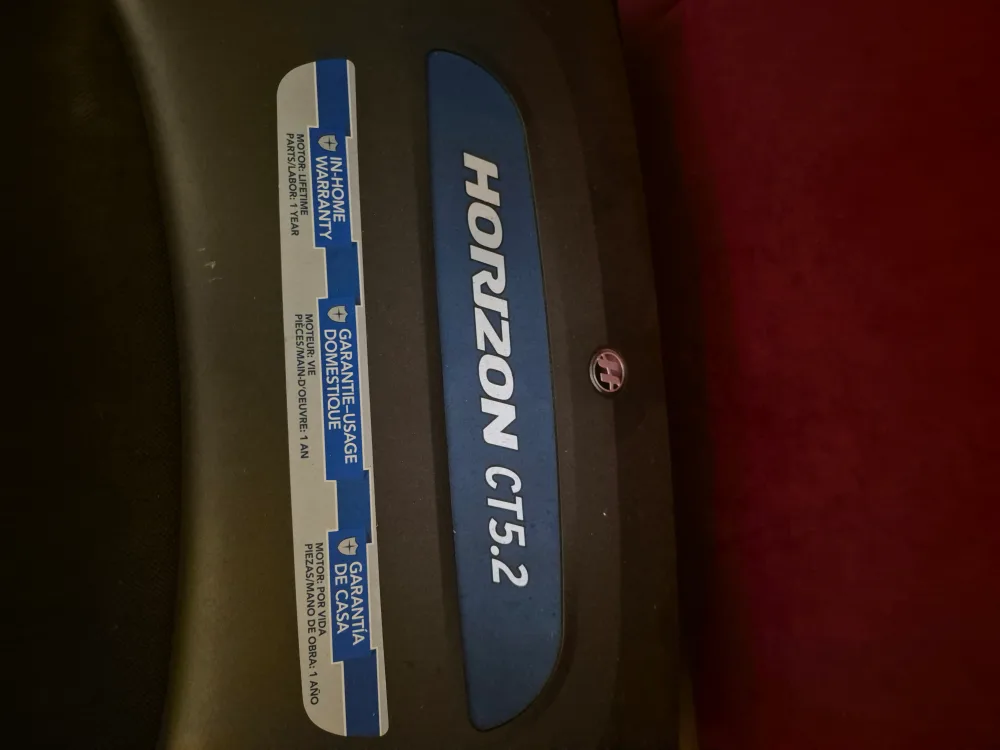 HORIZON CT5.2
IN-HOME
WARRANTY
MOTOR: LIFETIME
PARTS/LABOR: 1 YEAR
GARANTIE-USAGE
DOMESTIQUE
MOTEUR: VIE
PIÈCES/MAIN-D'OEUVRE: 1 AN
GARANTÍA
DE CASA
MOTOR: POR VIDA
PIEZAS/MANO DE OBRA: 1 AÑO